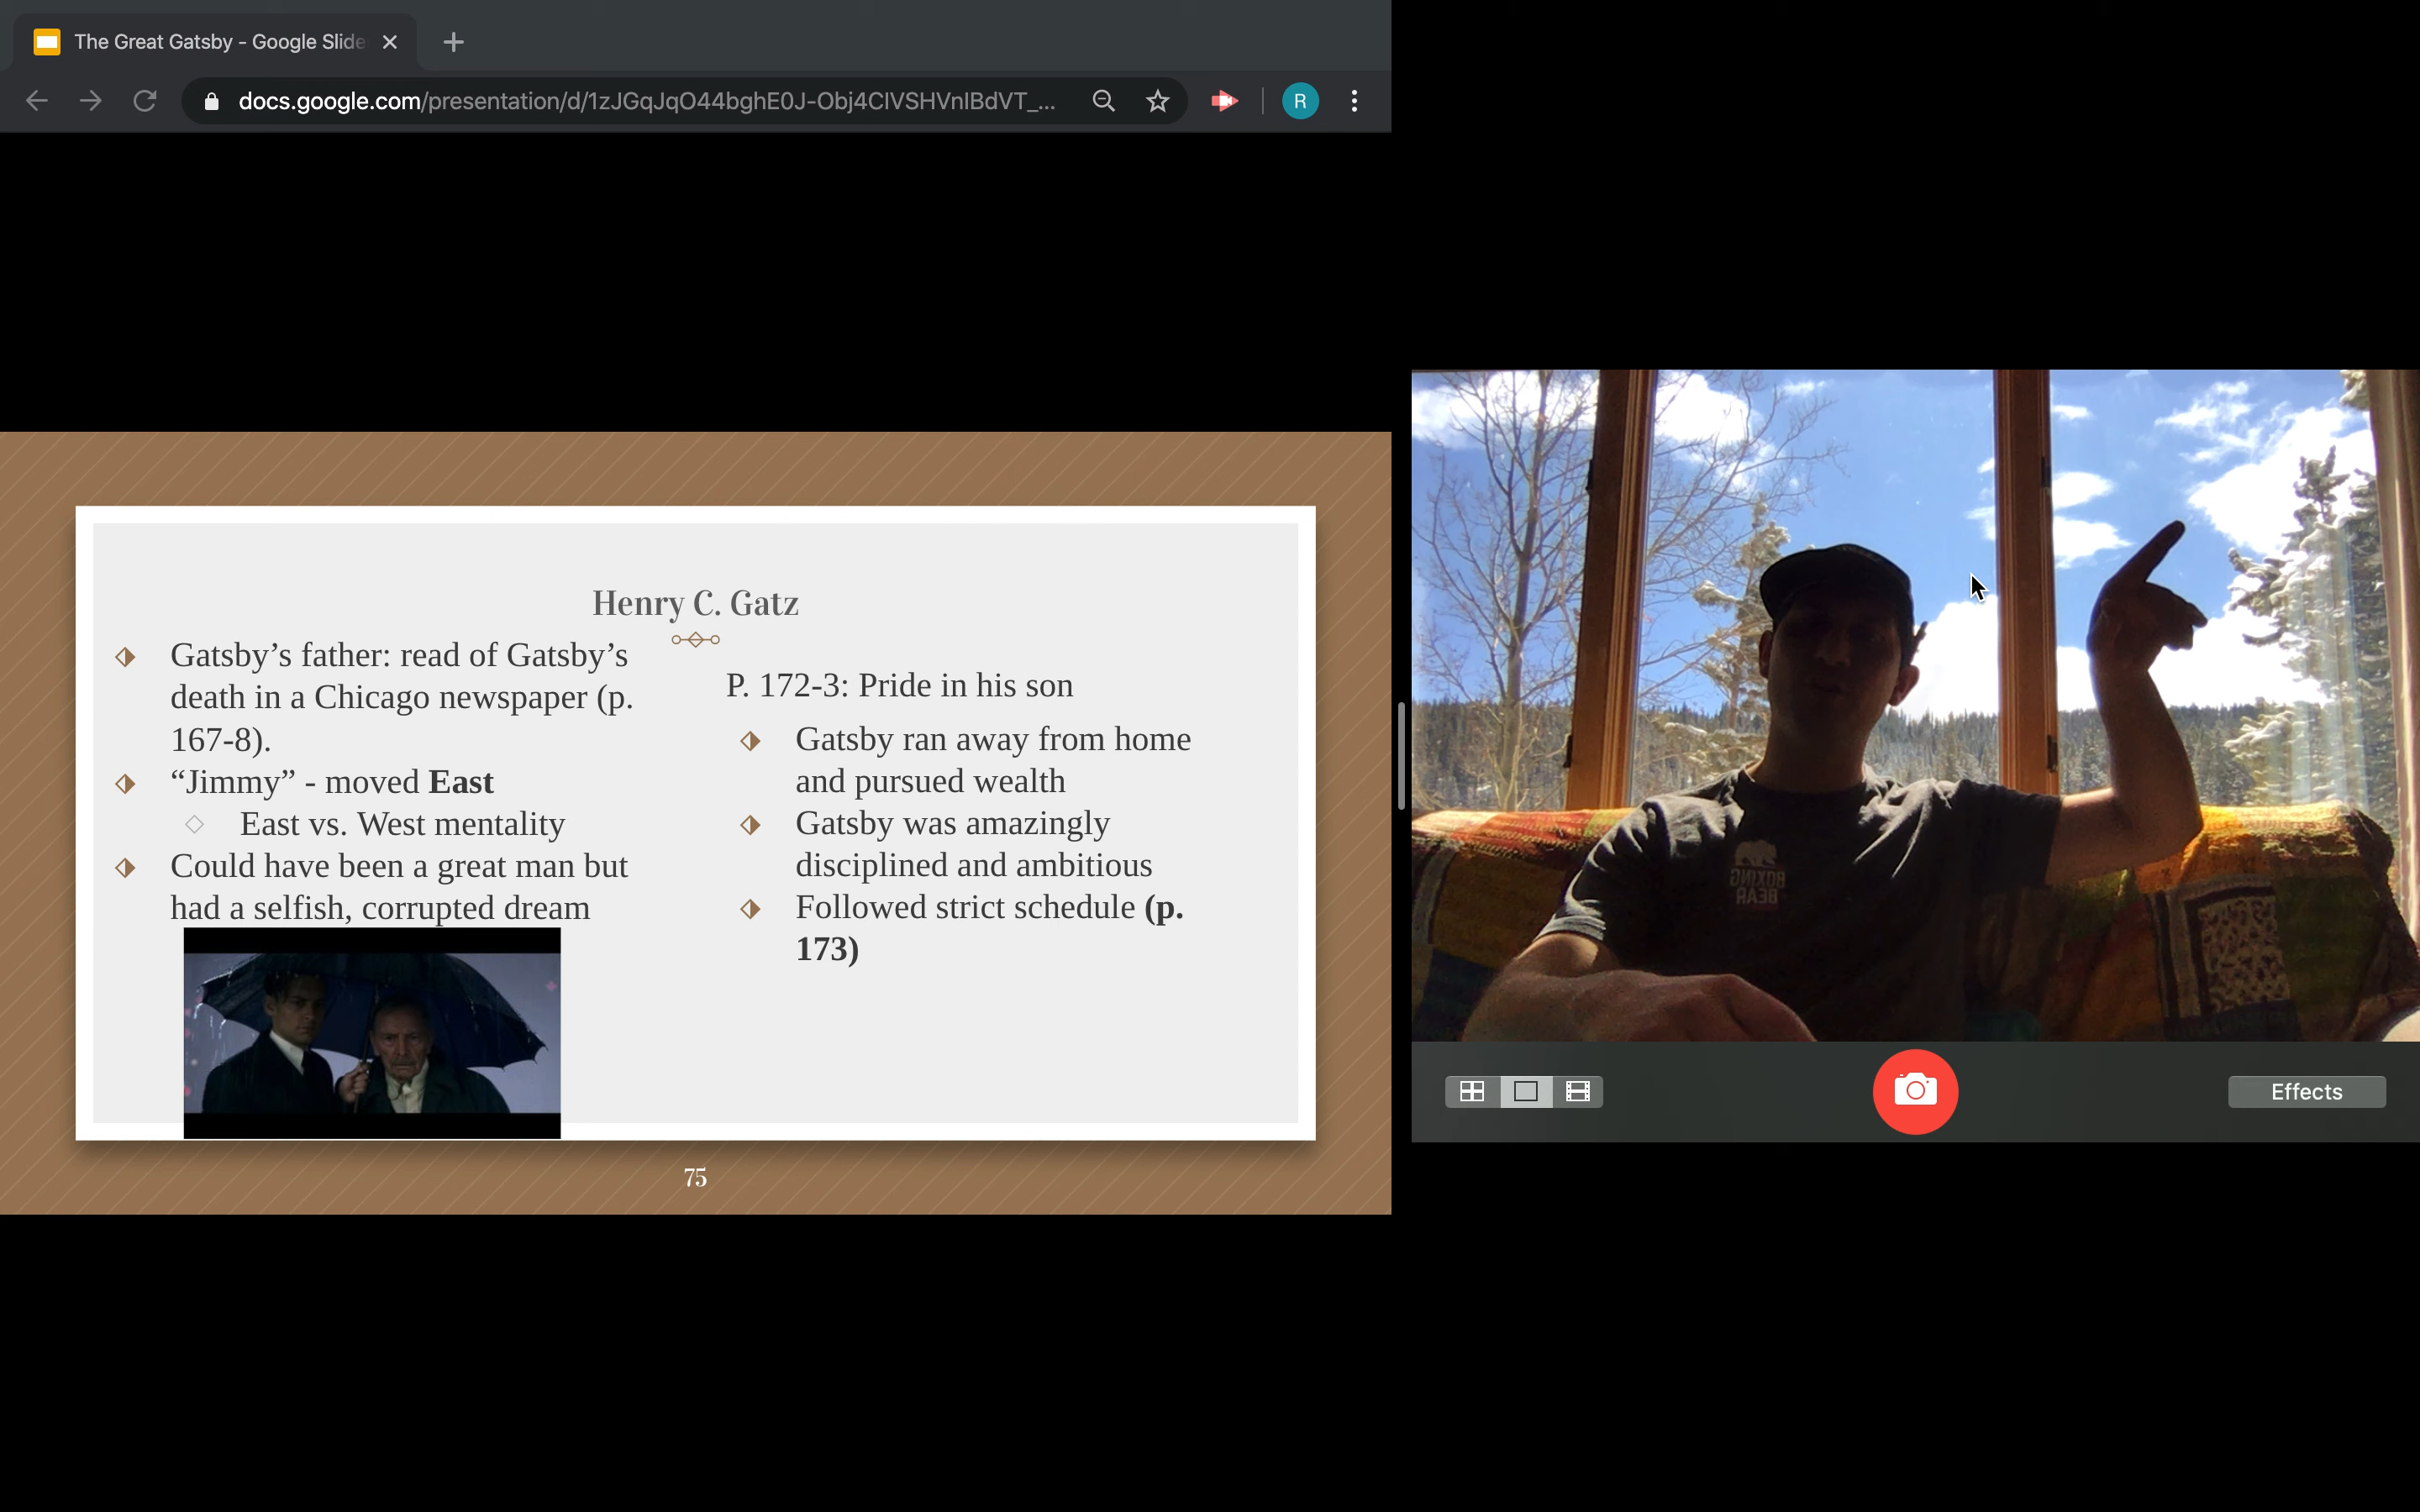 The Great Gatsby - Google Slide
docs.google.com/presentation/d/1zJGqJqO44bghE0J-Obj4ClVSHVnlBdVT_...
R
Henry C. Gatz
Gatsby’s father: read of Gatsby’s
death in a Chicago newspaper (p.
167-8).
“Jimmy” - moved East
East vs. West mentality
Could have been a great man but
had a selfish, corrupted dream
P. 172-3: Pride in his son
Gatsby ran away from home
and pursued wealth
Gatsby was amazingly
disciplined and ambitious
Followed strict schedule (p.
173)
75
BOXING
BEAR
Effects